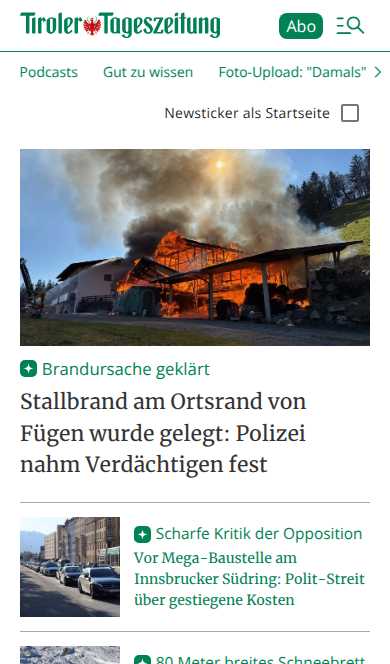 Tiroler Tageszeitung
Abo
Podcasts Gut zu wissen Foto-Upload: "Damals"
Newsticker als Startseite
Brandursache geklärt
Stallbrand am Ortsrand von
Fügen wurde gelegt: Polizei
nahm Verdächtigen fest
Scharfe Kritik der Opposition
Vor Mega-Baustelle am
Innsbrucker Südring: Polit-Streit
über gestiegene Kosten
80 Meter breites Schneebrett